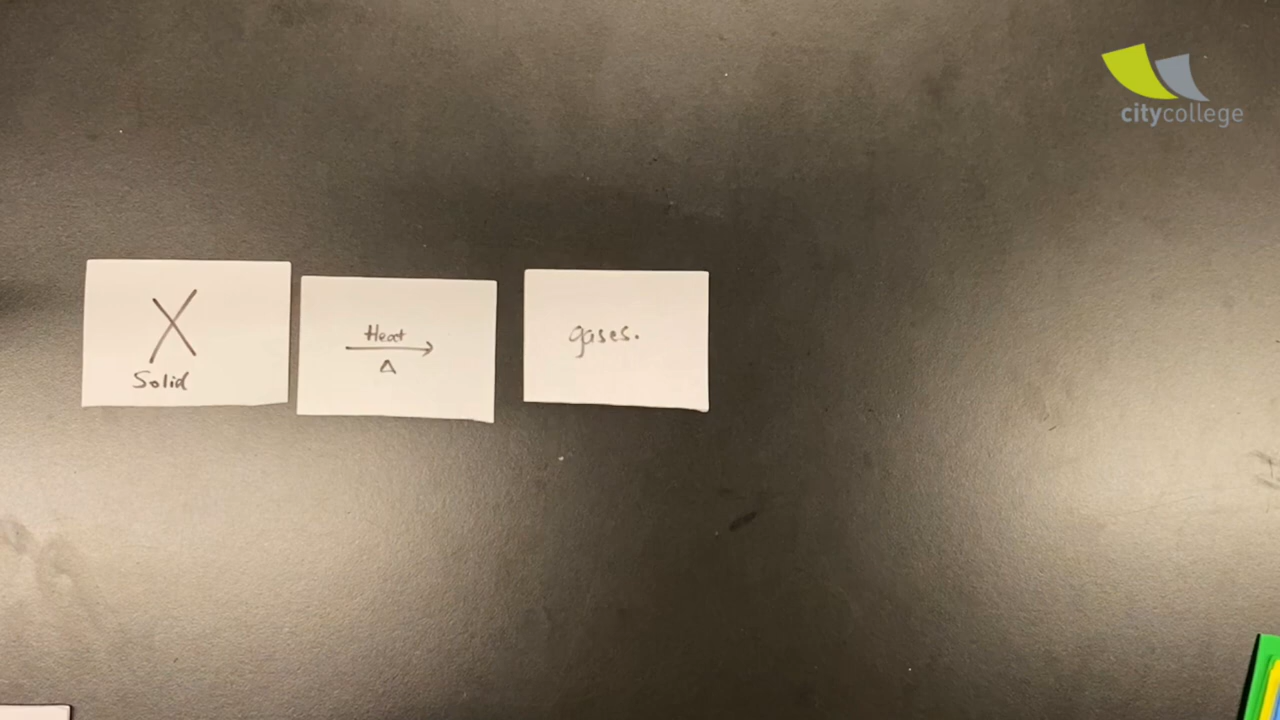 citycollege
X
Solid
Heat
Δ
gases.